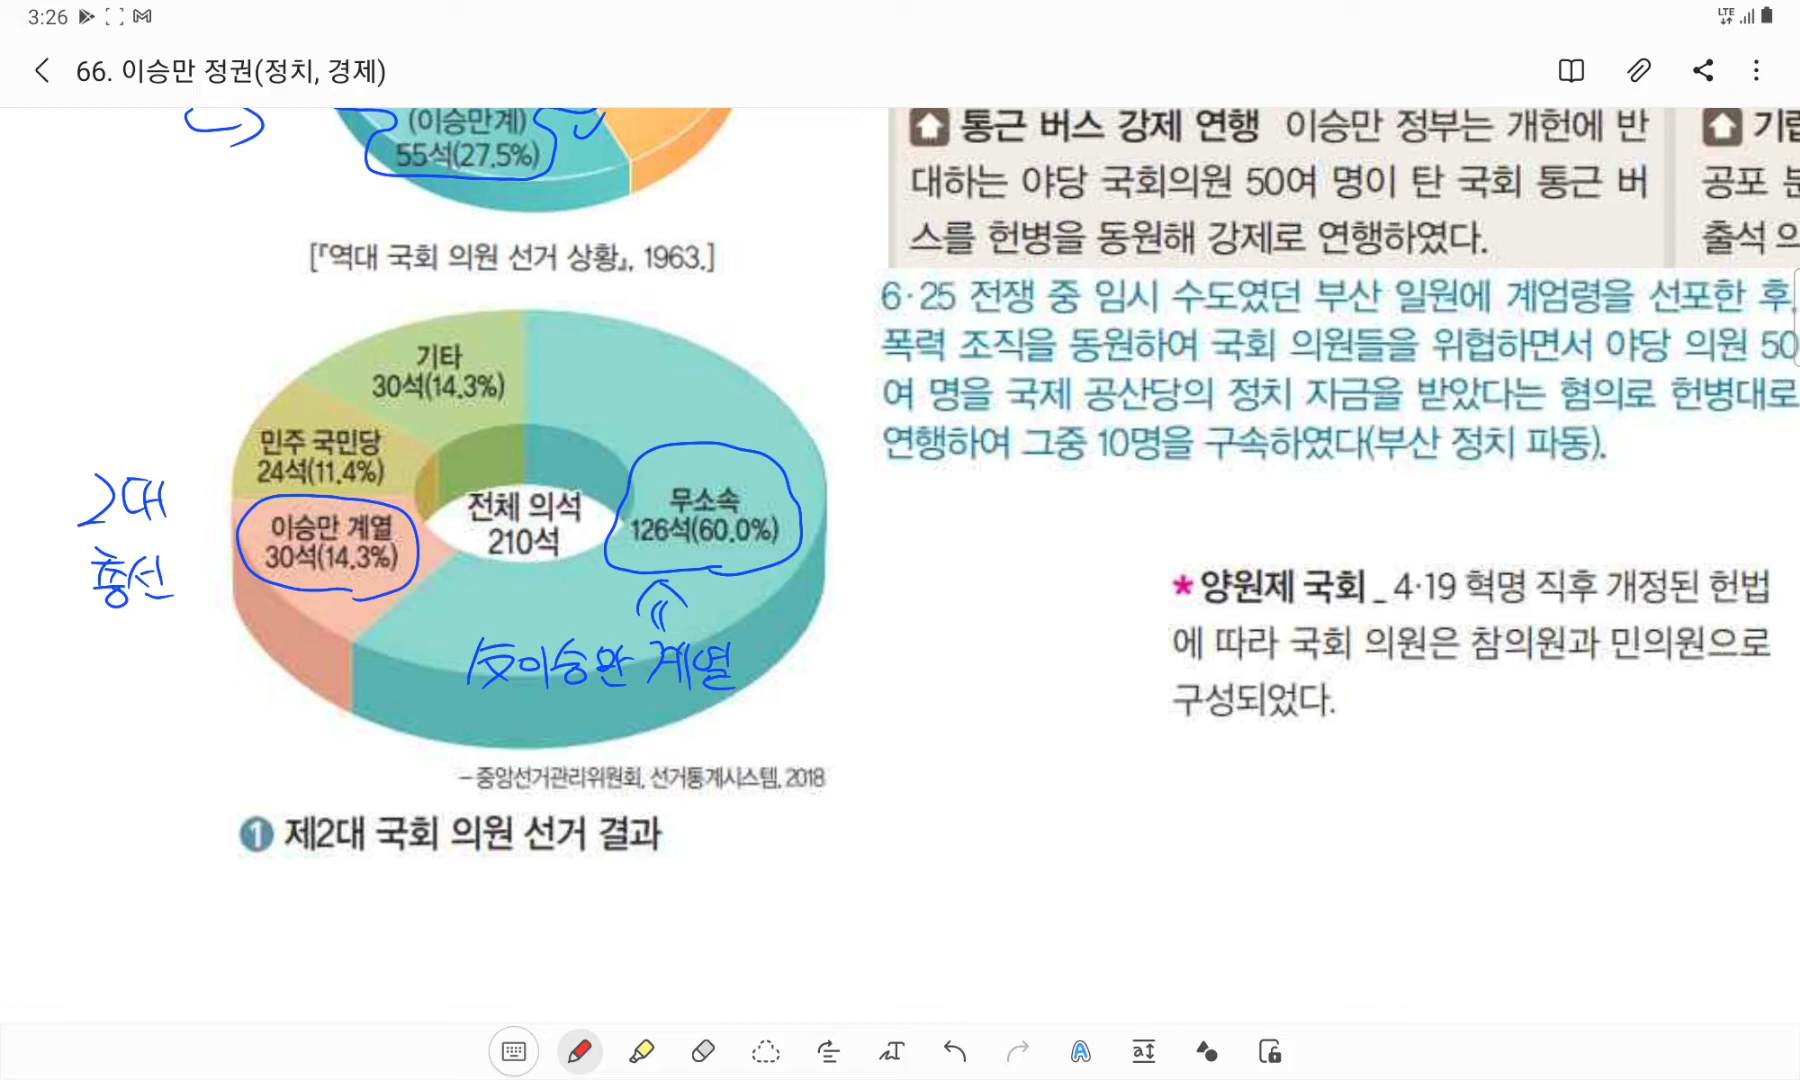 3:26
LTE
66. 이승만 정권(정치, 경제)
(이승만계)
55석(27.5%)
[『역대 국회 의원 선거 상황』, 1963.]
기타
30석(14.3%)
민주 국민당
24석(11.4%)
이승만 계열
30석(14.3%)
전체 의석
210석
무소속
126석(60.0%)
2대
총선
反이승만 계열
– 중앙선거관리위원회, 선거통계시스템, 2018
1 제2대 국회 의원 선거 결과
통근 버스 강제 연행 이승만 정부는 개헌에 반
대하는 야당 국회의원 50여 명이 탄 국회 통근 버
스를 헌병을 동원해 강제로 연행하였다.
기립
공포 분
출석 의
6·25 전쟁 중 임시 수도였던 부산 일원에 계엄령을 선포한 후,
폭력 조직을 동원하여 국회 의원들을 위협하면서 야당 의원 50
여 명을 국제 공산당의 정치 자금을 받았다는 혐의로 헌병대로
연행하여 그중 10명을 구속하였다(부산 정치 파동).
* 양원제 국회 _ 4·19 혁명 직후 개정된 헌법
에 따라 국회 의원은 참의원과 민의원으로
구성되었다.